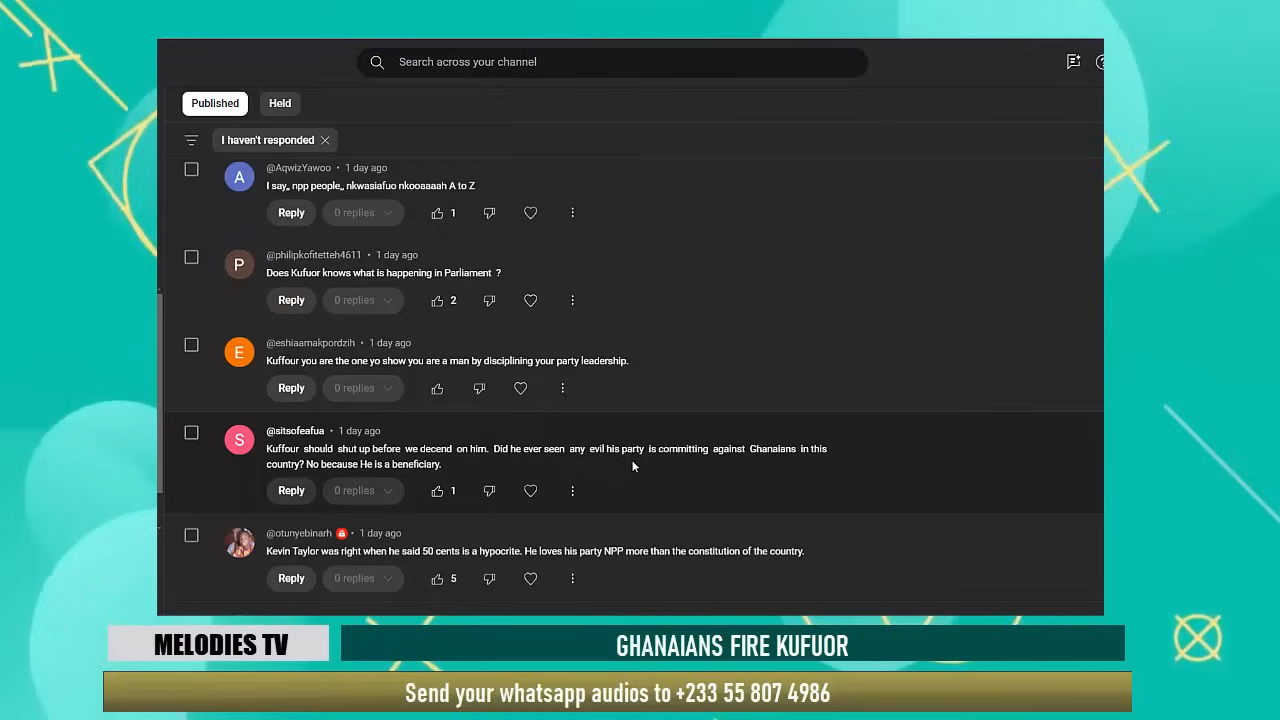 Search across your channel
Published
Held
I haven't responded
A
@AqwizYawoo • 1 day ago
I say,, npp people,, nkwasiafuo nkooaaaah A to Z
Reply
0 replies
1
P
@philipkofitetteh4611 • 1 day ago
Does Kufuor knows what is happening in Parliament ?
Reply
0 replies
2
E
@eshiaamakpordzih • 1 day ago
Kuffour you are the one yo show you are a man by disciplining your party leadership.
Reply
0 replies
S
@sitsofeafua • 1 day ago
Kuffour should shut up before we decend on him. Did he ever seen any evil his party is committing against Ghanaians in this
country? No because He is a beneficiary.
Reply
0 replies
1
@otunyebinarh • 1 day ago
Kevin Taylor was right when he said 50 cents is a hypocrite. He loves his party NPP more than the constitution of the country.
Reply
0 replies
5
MELODIES TV
GHANAIANS FIRE KUFUOR
Send your whatsapp audios to +233 55 807 4986